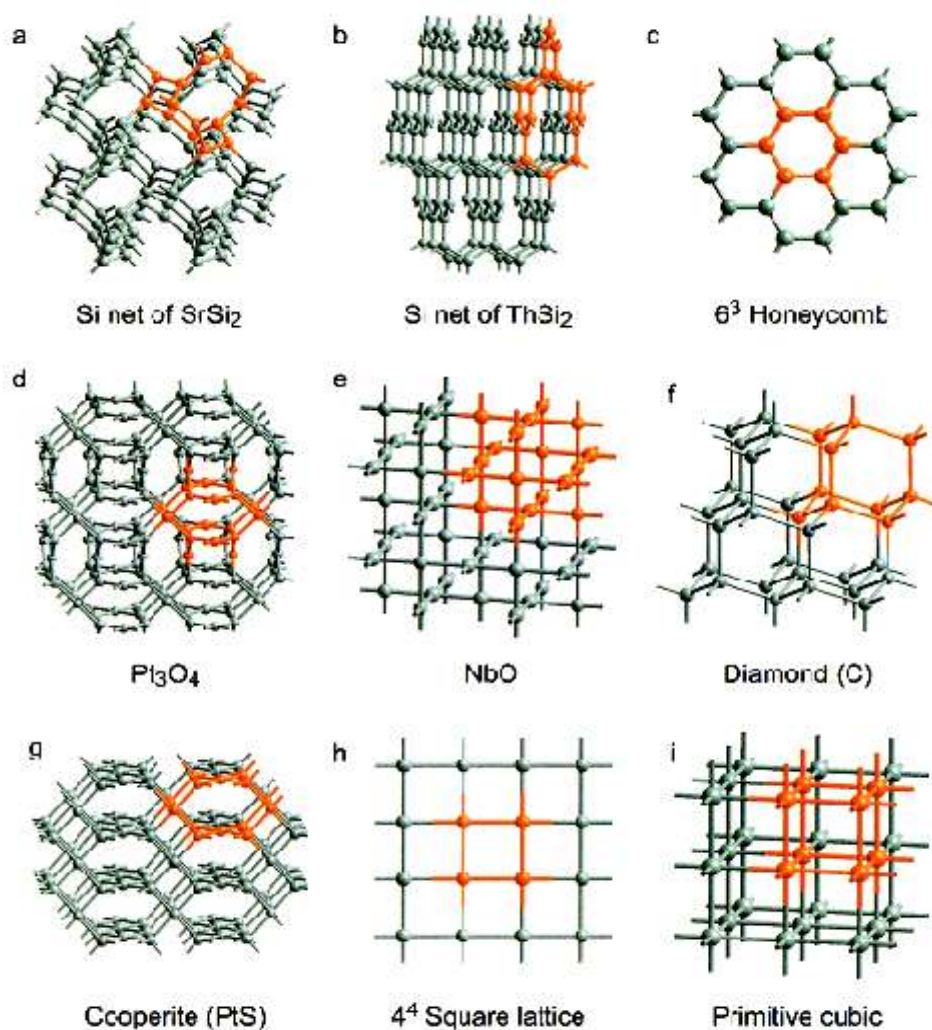 a
b
c
Si net of SrSi2
Si net of ThSi2
6³ Honeycomb
d
e
f
Pt3O4
NbO
Diamond (C)
g
h
i
Cooperite (PtS)
4⁴ Square lattice
Primitive cubic